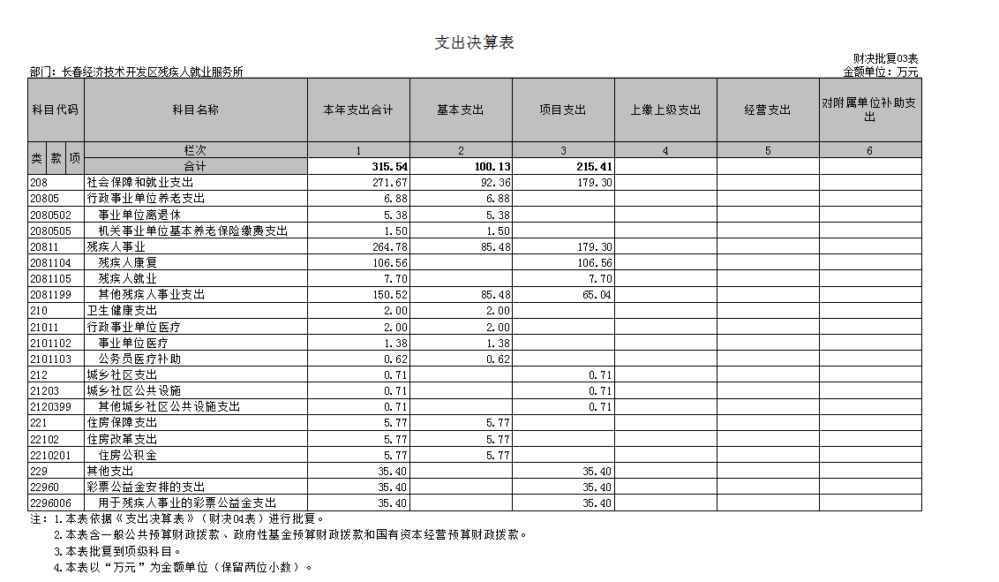 支出决算表
财决批复03表
部门：长春经济技术开发区残疾人就业服务所 金额单位：万元
科目代码 科目名称 本年支出合计 基本支出 项目支出 上缴上级支出 经营支出 对附属单位补助支出
类 款 项 栏次 1 2 3 4 5 6
合计 315.54 100.13 215.41
208 社会保障和就业支出 271.67 92.36 179.30
20805 行政事业单位养老支出 6.88 6.88
2080502 事业单位离退休 5.38 5.38
2080505 机关事业单位基本养老保险缴费支出 1.50 1.50
20811 残疾人事业 264.78 85.48 179.30
2081104 残疾人康复 106.56 106.56
2081105 残疾人就业 7.70 7.70
2081199 其他残疾人事业支出 150.52 85.48 65.04
210 卫生健康支出 2.00 2.00
21011 行政事业单位医疗 2.00 2.00
2101102 事业单位医疗 1.38 1.38
2101103 公务员医疗补助 0.62 0.62
212 城乡社区支出 0.71 0.71
21203 城乡社区公共设施 0.71 0.71
2120399 其他城乡社区公共设施支出 0.71 0.71
221 住房保障支出 5.77 5.77
22102 住房改革支出 5.77 5.77
2210201 住房公积金 5.77 5.77
229 其他支出 35.40 35.40
22960 彩票公益金安排的支出 35.40 35.40
2296006 用于残疾人事业的彩票公益金支出 35.40 35.40
注：1.本表依据《支出决算表》（财决04表）进行批复。
2.本表含一般公共预算财政拨款、政府性基金预算财政拨款和国有资本经营预算财政拨款。
3.本表批复到项级科目。
4.本表以“万元”为金额单位（保留两位小数）。